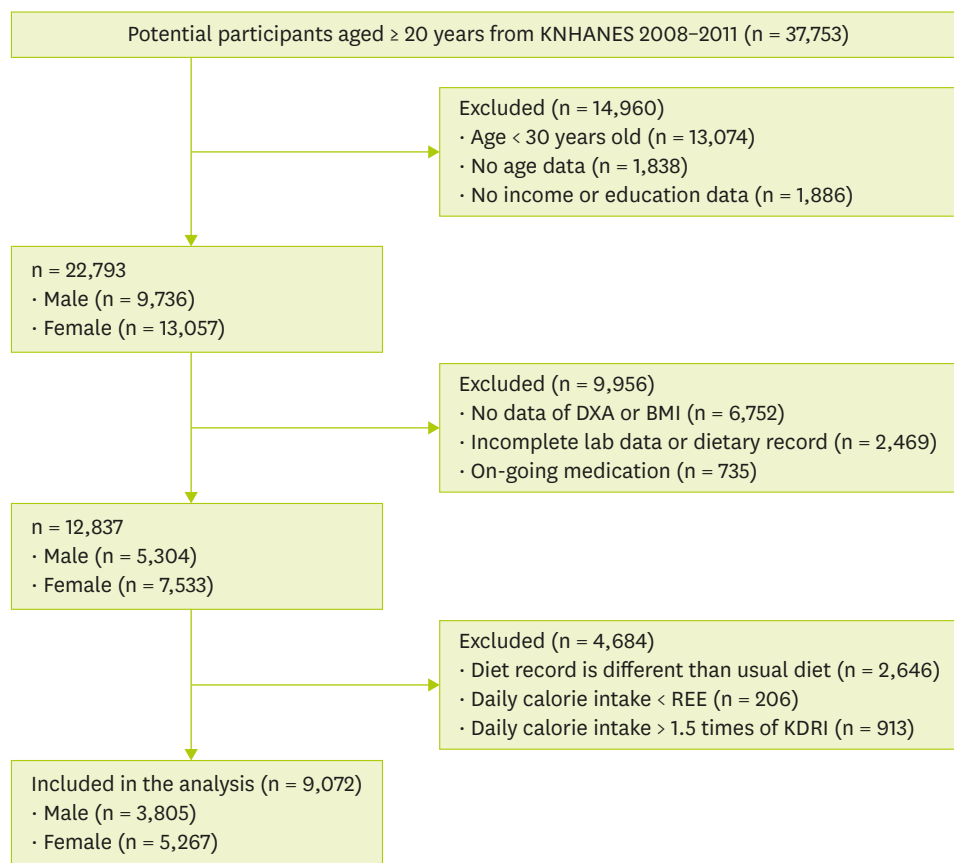 Potential participants aged ≥ 20 years from KNHANES 2008–2011 (n = 37,753)
Excluded (n = 14,960)
· Age < 30 years old (n = 13,074)
· No age data (n = 1,838)
· No income or education data (n = 1,886)
n = 22,793
· Male (n = 9,736)
· Female (n = 13,057)
Excluded (n = 9,956)
· No data of DXA or BMI (n = 6,752)
· Incomplete lab data or dietary record (n = 2,469)
· On-going medication (n = 735)
n = 12,837
· Male (n = 5,304)
· Female (n = 7,533)
Excluded (n = 4,684)
· Diet record is different than usual diet (n = 2,646)
· Daily calorie intake < REE (n = 206)
· Daily calorie intake > 1.5 times of KDRI (n = 913)
Included in the analysis (n = 9,072)
· Male (n = 3,805)
· Female (n = 5,267)